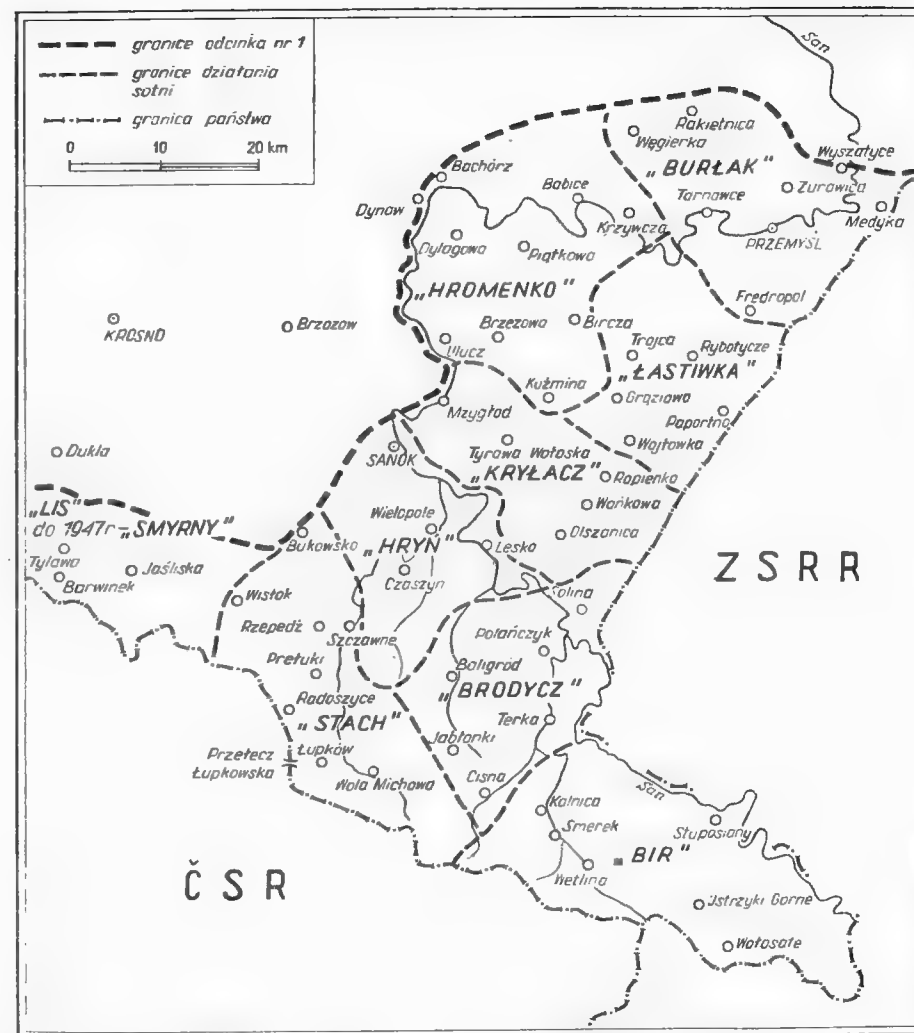 granice odcinka nr 1
granice działania
sotni
granica państwa
0 10 20 km
San
Rokietnica
Węgierka
Wyszatyce
„BURŁAK"
Bachórz
Żurawica
Babice
Tarnawce
Dynów
Krzywcza
Medyka
PRZEMYŚL
Dylągowa
Piątkowa
„HROMENKO"
Fredropol
KROSNO
Brzozów
Brzezowa
Bircza
Ulucz
Trojca
Rybotycze
„ŁASTIWKA"
Kuźmina
Grąziowa
Mzygłód
Paportno
Dukla
SANOK
Tyrawa Wołoska
Wojtowka
„KRYŁACZ"
Ropienka
„LIS"
Wańkowa
do 1947r-„SMYRNY"
Wielopole
Bukowsko
„HRYŃ"
Olszanica
Tylawa
Lesko
Jaśliska
Czaszyn
ZSRR
Barwinek
Wisłok
Solina
Rzepedź
Szczawne
Polańczyk
Prełuki
Baligród
„BRODYCZ"
Radoszyce
„STACH"
Terka
Jabłonki
Przełęcz
Łupkowska
Łupków
Wola Michowa
Cisna
San
Kalnica
Stuposiany
Smerek
„BIR"
ČSR
Wetlina
Ustrzyki Górne
Wołosate